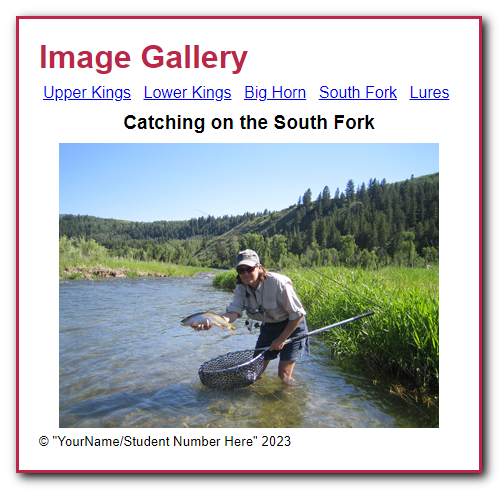 Image Gallery
Upper Kings Lower Kings Big Horn South Fork Lures
Catching on the South Fork
© "YourName/Student Number Here" 2023